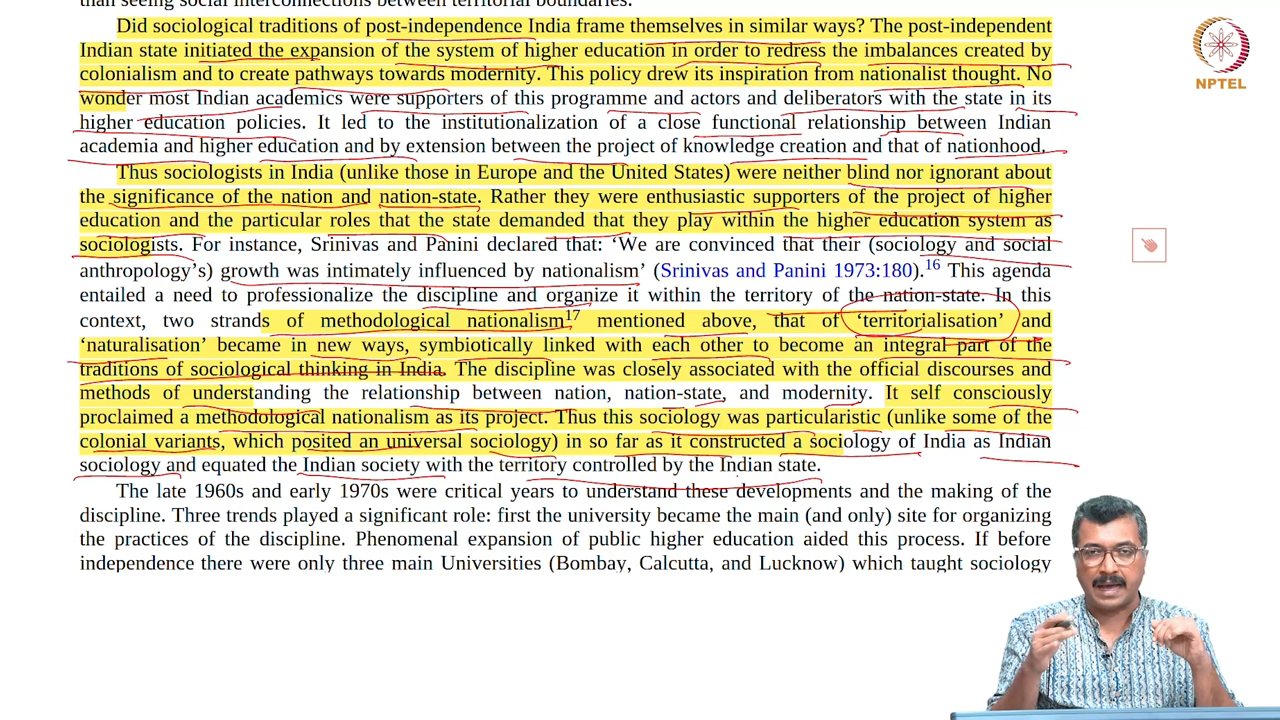 than seeing social interconnections between territorial boundaries.
Did sociological traditions of post-independence India frame themselves in similar ways? The post-independent
Indian state initiated the expansion of the system of higher education in order to redress the imbalances created by
colonialism and to create pathways towards modernity. This policy drew its inspiration from nationalist thought. No
wonder most Indian academics were supporters of this programme and actors and deliberators with the state in its
higher education policies. It led to the institutionalization of a close functional relationship between Indian
academia and higher education and by extension between the project of knowledge creation and that of nationhood.
Thus sociologists in India (unlike those in Europe and the United States) were neither blind nor ignorant about
the significance of the nation and nation-state. Rather they were enthusiastic supporters of the project of higher
education and the particular roles that the state demanded that they play within the higher education system as
sociologists. For instance, Srinivas and Panini declared that: ‘We are convinced that their (sociology and social
anthropology’s) growth was intimately influenced by nationalism’ (Srinivas and Panini 1973:180).16 This agenda
entailed a need to professionalize the discipline and organize it within the territory of the nation-state. In this
context, two strands of methodological nationalism17 mentioned above, that of ‘territorialisation’ and
‘naturalisation’ became in new ways, symbiotically linked with each other to become an integral part of the
traditions of sociological thinking in India. The discipline was closely associated with the official discourses and
methods of understanding the relationship between nation, nation-state, and modernity. It self consciously
proclaimed a methodological nationalism as its project. Thus this sociology was particularistic (unlike some of the
colonial variants, which posited an universal sociology) in so far as it constructed a sociology of India as Indian
sociology and equated the Indian society with the territory controlled by the Indian state.
The late 1960s and early 1970s were critical years to understand these developments and the making of the
discipline. Three trends played a significant role: first the university became the main (and only) site for organizing
the practices of the discipline. Phenomenal expansion of public higher education aided this process. If before
independence there were only three main Universities (Bombay, Calcutta, and Lucknow) which taught sociology
NPTEL